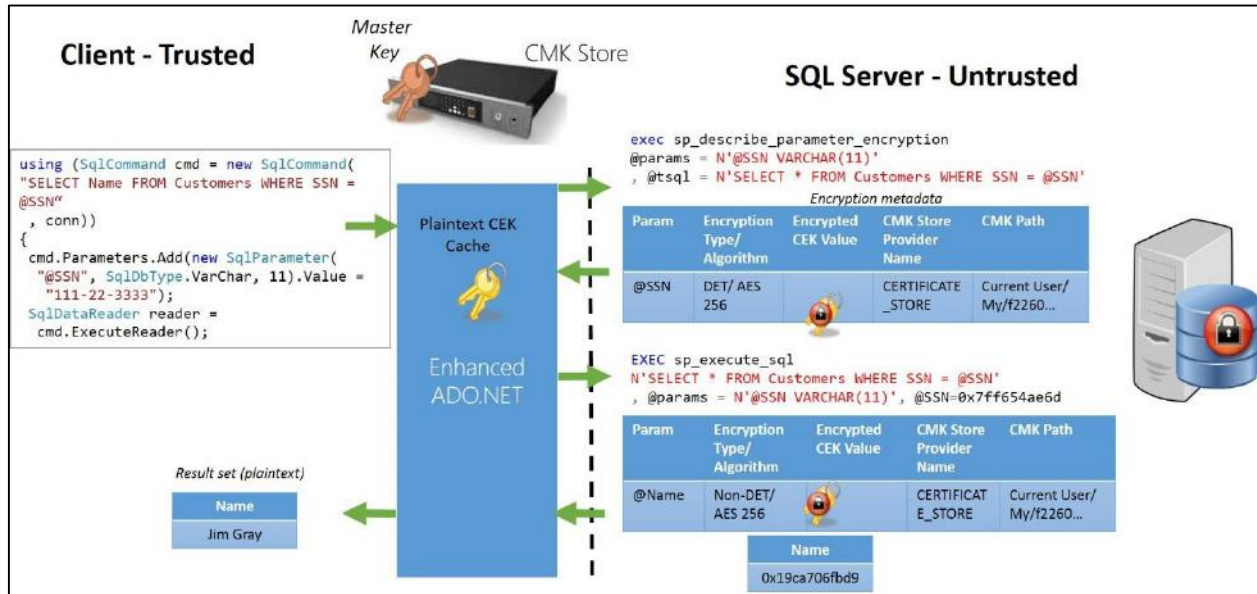 Client - Trusted
Master
Key
CMK Store
SQL Server - Untrusted
using (SqlCommand cmd = new SqlCommand(
"SELECT Name FROM Customers WHERE SSN =
@SSN“
, conn))
{
cmd.Parameters.Add(new SqlParameter(
"@SSN", SqlDbType.VarChar, 11).Value =
"111-22-3333");
SqlDataReader reader =
cmd.ExecuteReader();
Plaintext CEK
Cache
Enhanced
ADO.NET
exec sp_describe_parameter_encryption
@params = N'@SSN VARCHAR(11)'
, @tsql = N'SELECT * FROM Customers WHERE SSN = @SSN'
Encryption metadata
Param Encryption Encrypted CMK Store CMK Path
Type/ CEK Value Provider
Algorithm Name
@SSN DET/ AES CERTIFICATE Current User/
256 _STORE My/f2260...
EXEC sp_execute_sql
N'SELECT * FROM Customers WHERE SSN = @SSN'
, @params = N'@SSN VARCHAR(11)', @SSN=0x7ff654ae6d
Param Encryption Encrypted CMK Store CMK Path
Type/ CEK Value Provider
Algorithm Name
@Name Non-DET/ CERTIFICAT Current User/
AES 256 E_STORE My/f2260...
Name
0x19ca706fbd9
Result set (plaintext)
Name
Jim Gray